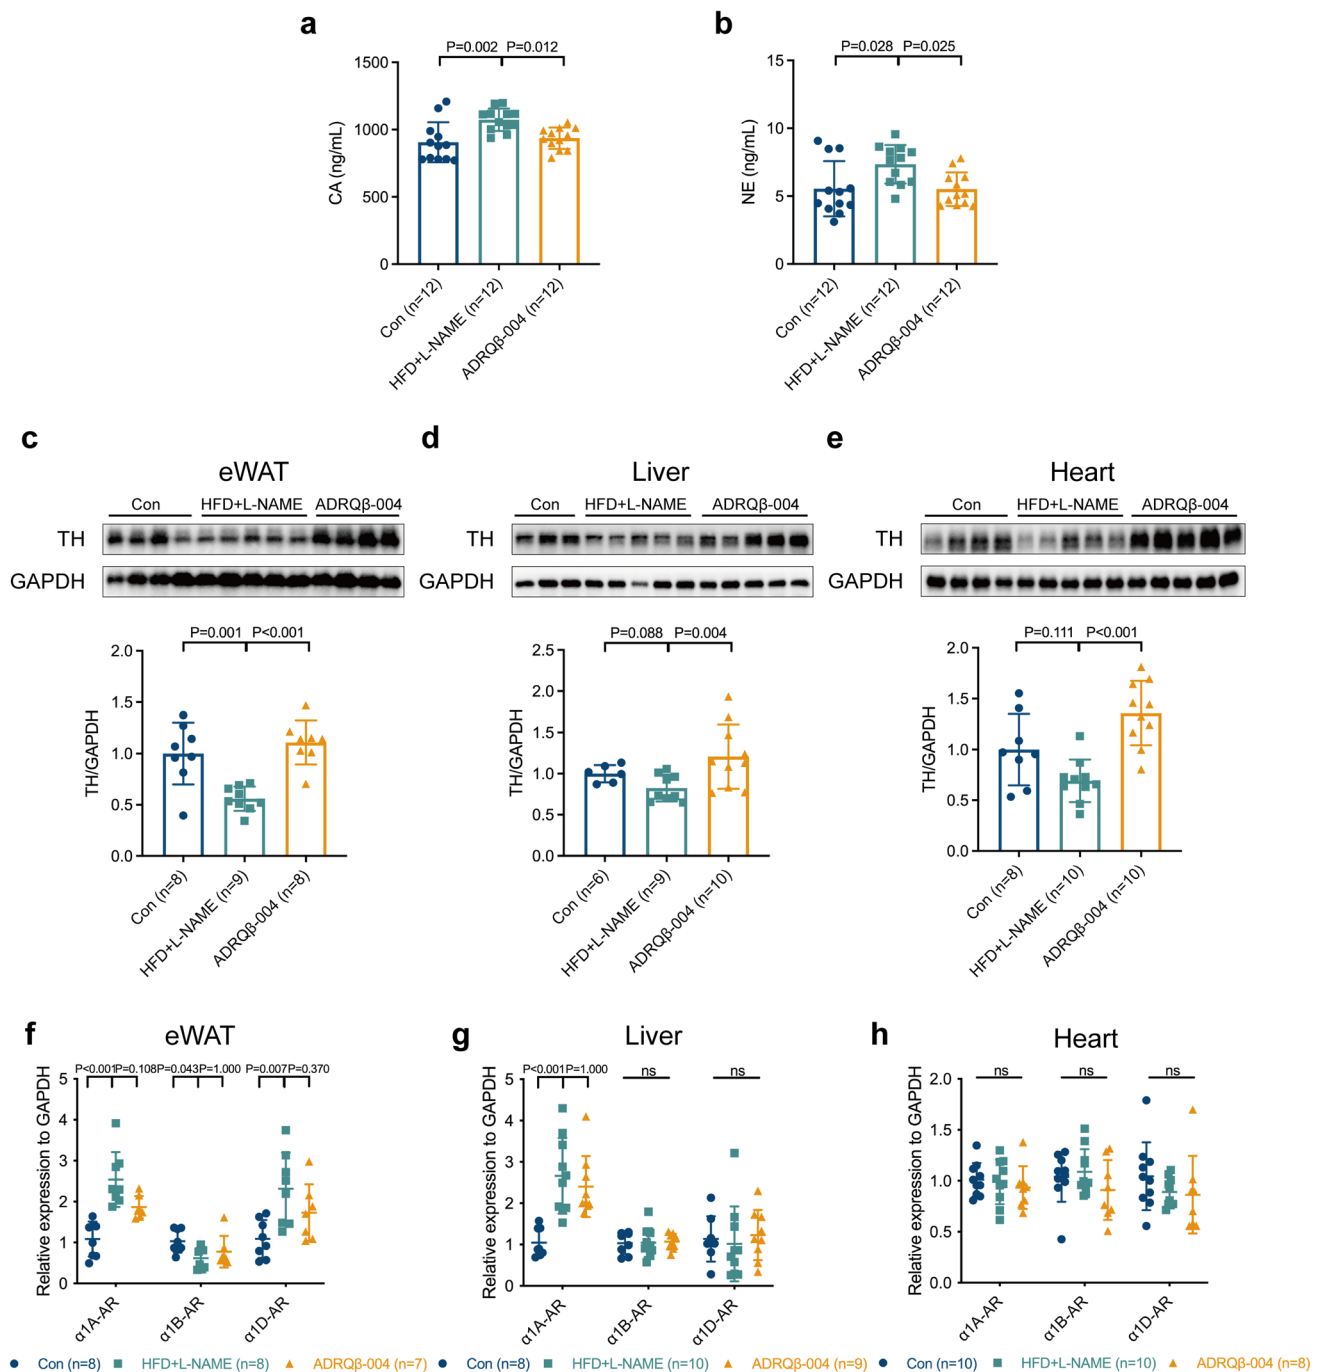 a
P=0.002 P=0.012
1500
1000
500
0
CA (ng/mL)
Con (n=12)
HFD+L-NAME (n=12)
ADRQβ-004 (n=12)
b
P=0.028 P=0.025
15
10
5
0
NE (ng/mL)
Con (n=12)
HFD+L-NAME (n=12)
ADRQβ-004 (n=12)
c
eWAT
Con HFD+L-NAME ADRQβ-004
TH
GAPDH
P=0.001 P<0.001
2.0
1.5
1.0
0.5
0.0
TH/GAPDH
Con (n=8)
HFD+L-NAME (n=9)
ADRQβ-004 (n=8)
d
Liver
Con HFD+L-NAME ADRQβ-004
TH
GAPDH
P=0.088 P=0.004
2.5
2.0
1.5
1.0
0.5
0.0
TH/GAPDH
Con (n=6)
HFD+L-NAME (n=9)
ADRQβ-004 (n=10)
e
Heart
Con HFD+L-NAME ADRQβ-004
TH
GAPDH
P=0.111 P<0.001
2.0
1.5
1.0
0.5
0.0
TH/GAPDH
Con (n=8)
HFD+L-NAME (n=10)
ADRQβ-004 (n=10)
f
eWAT
P<0.001 P=0.108 P=0.043 P=1.000 P=0.007 P=0.370
5
4
3
2
1
0
Relative expression to GAPDH
α1A-AR
α1B-AR
α1D-AR
Con (n=8) HFD+L-NAME (n=8) ADRQβ-004 (n=7)
g
Liver
P<0.001 P=1.000 ns ns
5
4
3
2
1
0
Relative expression to GAPDH
α1A-AR
α1B-AR
α1D-AR
Con (n=8) HFD+L-NAME (n=10) ADRQβ-004 (n=9)
h
Heart
ns ns ns
2.0
1.5
1.0
0.5
0.0
Relative expression to GAPDH
α1A-AR
α1B-AR
α1D-AR
Con (n=10) HFD+L-NAME (n=10) ADRQβ-004 (n=8)